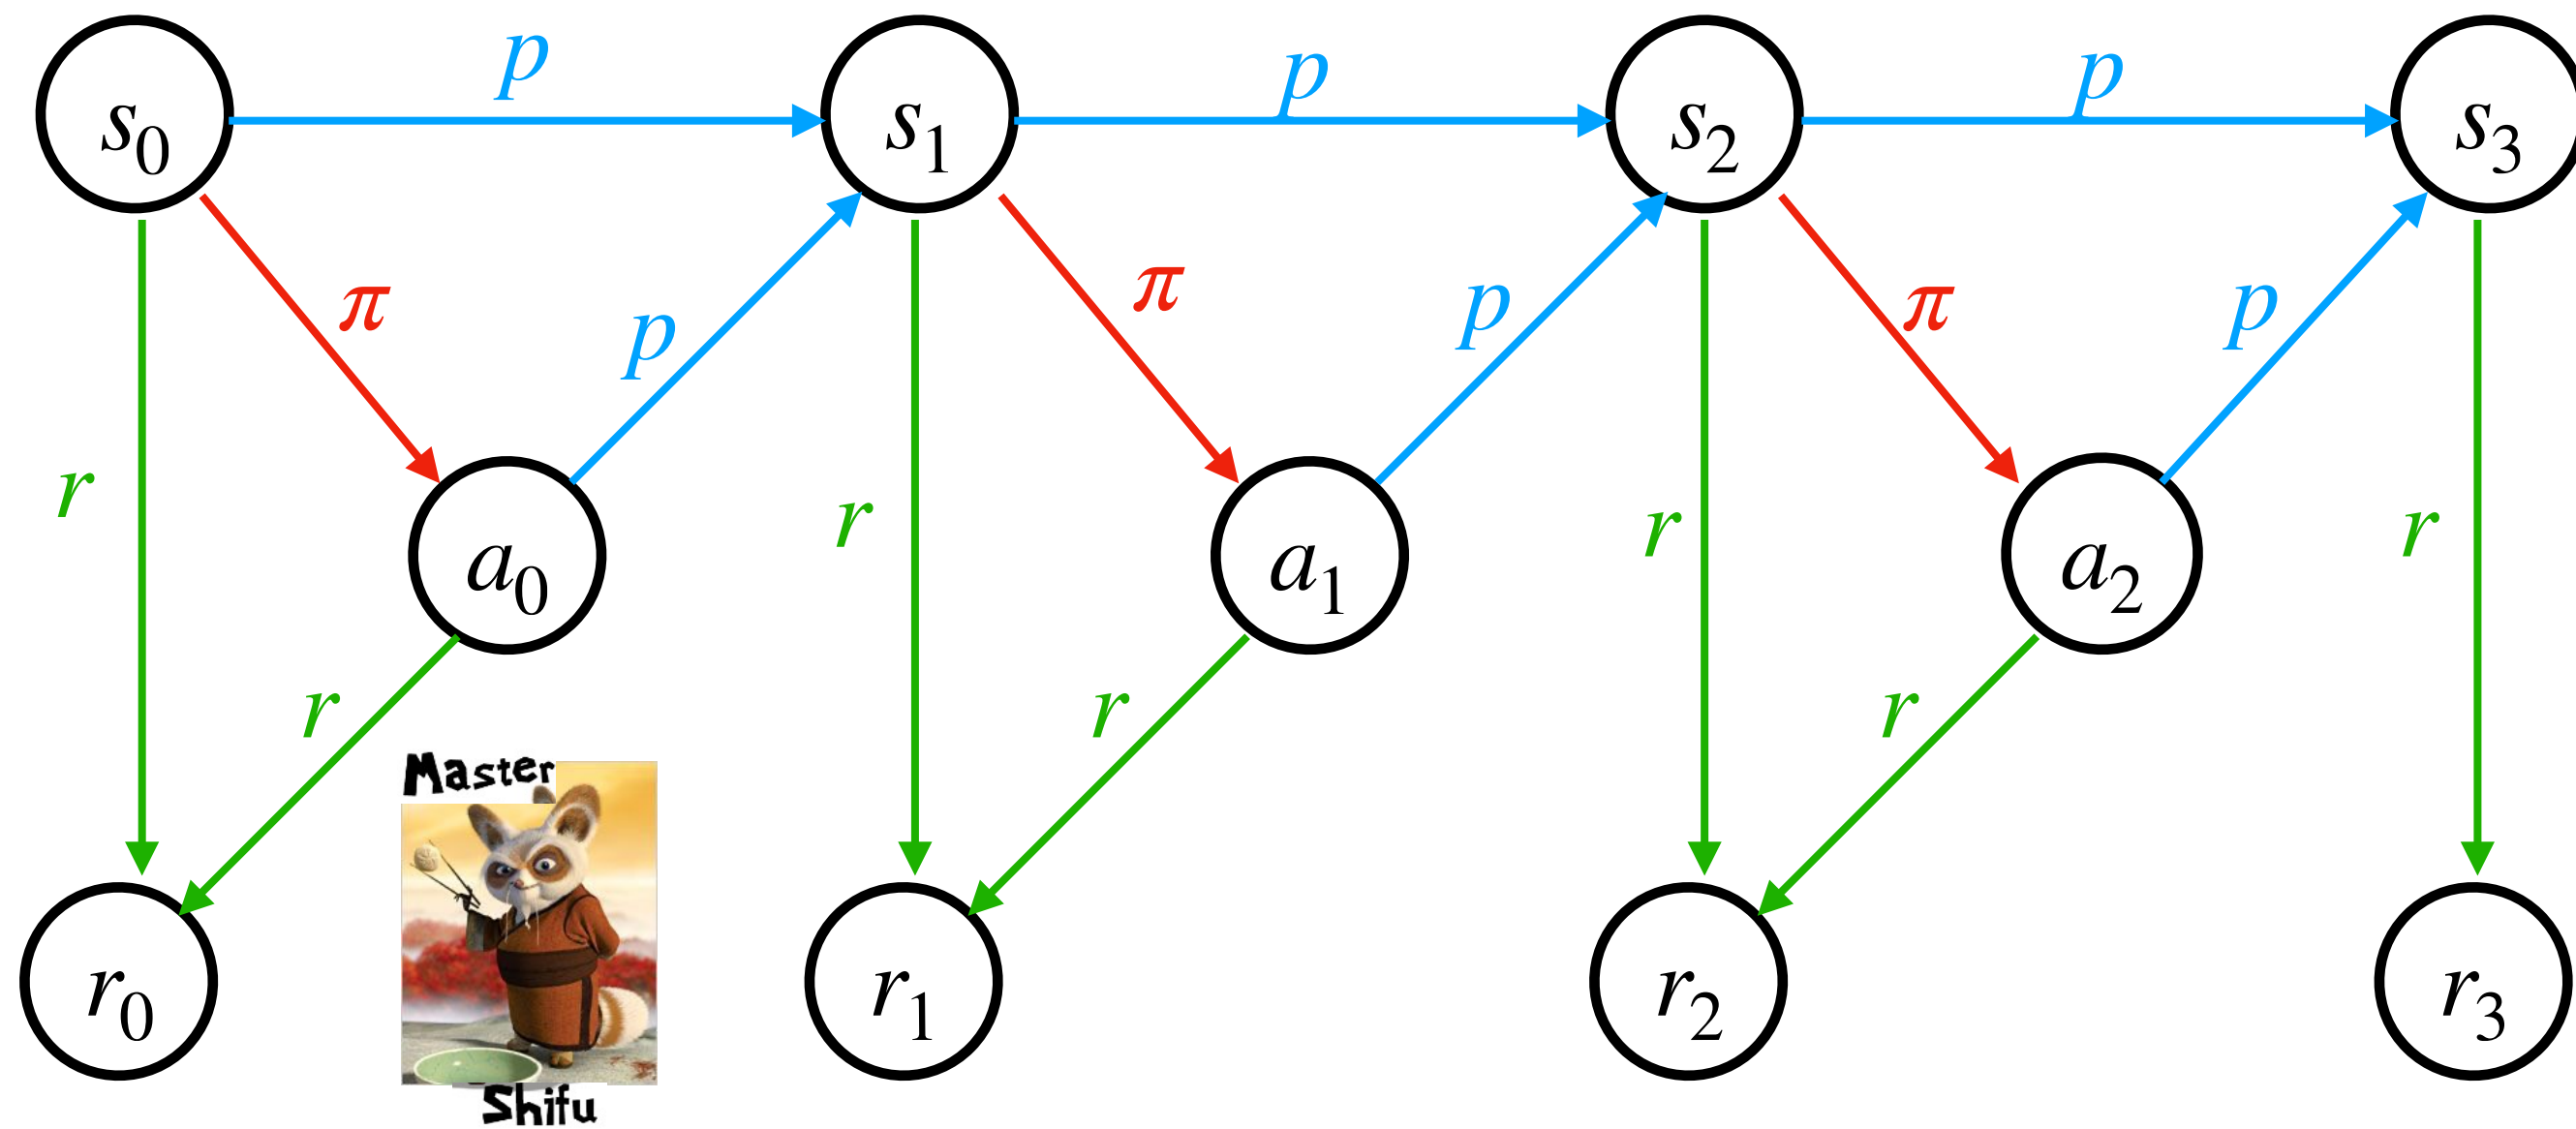 p p p
s₀ s₁ s₂ s₃
π π π
p p p
r r r r
a₀ a₁ a₂
r r r
Master
r₀ r₁ r₂ r₃
Shifu